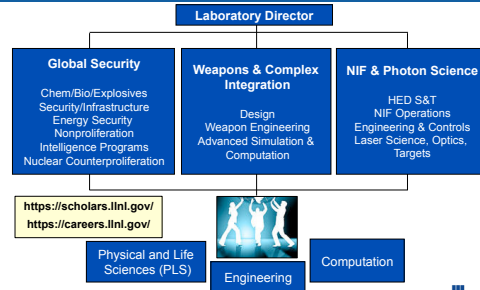 Laboratory Director
Global Security
Chem/Bio/Explosives
Security/Infrastructure
Energy Security
Nonproliferation
Intelligence Programs
Nuclear Counterproliferation
Weapons & Complex
Integration
Design
Weapon Engineering
Advanced Simulation &
Computation
NIF & Photon Science
HED S&T
NIF Operations
Engineering & Controls
Laser Science, Optics,
Targets
https://scholars.llnl.gov/
https://careers.llnl.gov/
Physical and Life
Sciences (PLS)
Engineering
Computation